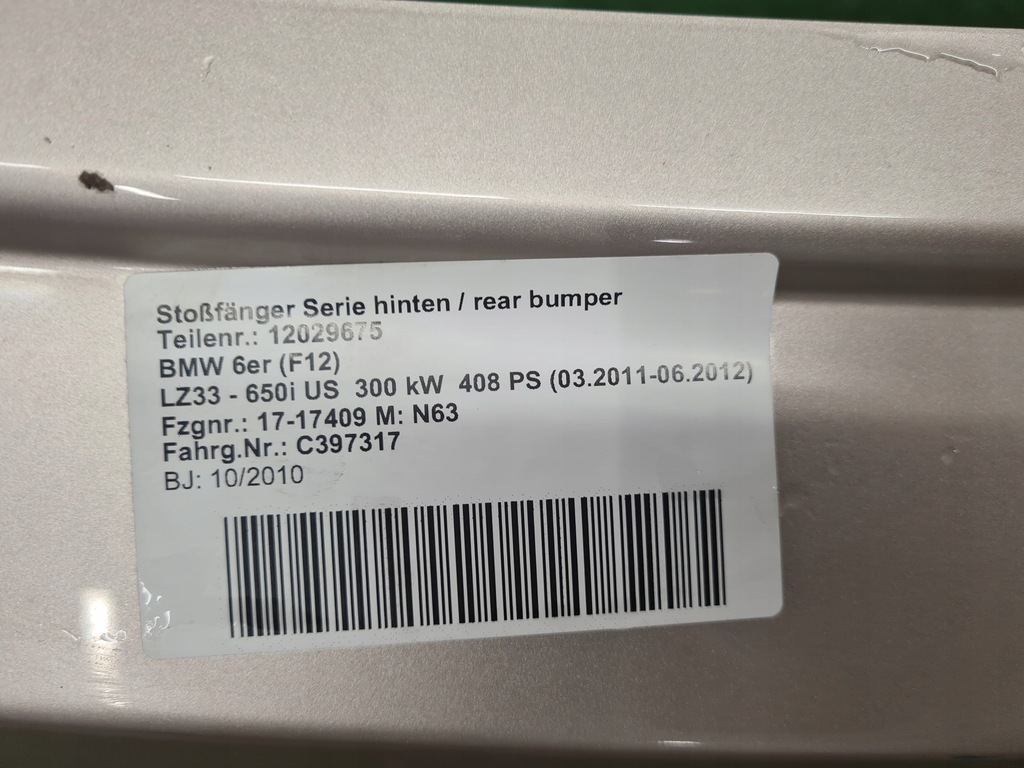 Stoßfänger Serie hinten / rear bumper
Teilenr.: 12029675
BMW 6er (F12)
LZ33 - 650i US 300 kW 408 PS (03.2011-06.2012)
Fzgnr.: 17-17409 M: N63
Fahrg.Nr.: C397317
BJ: 10/2010